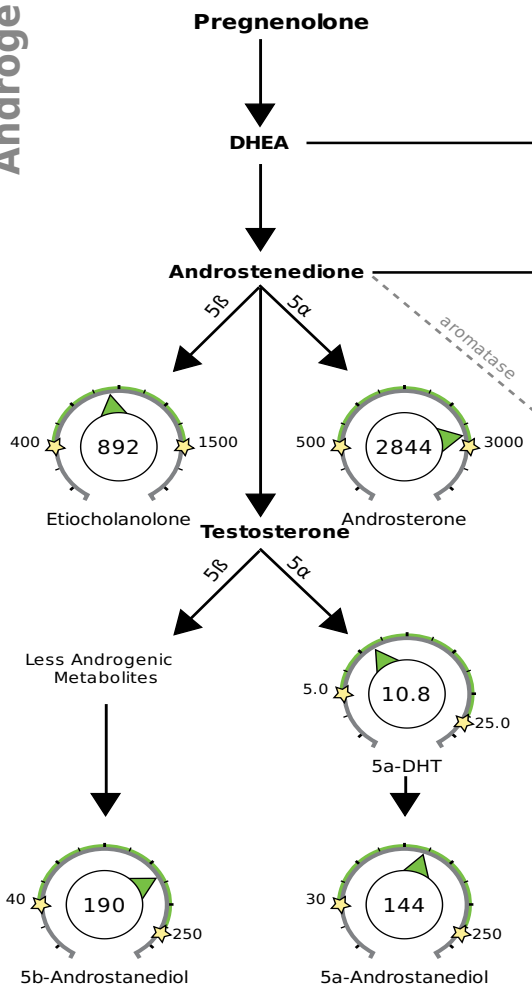 Androge
Pregnenolone
DHEA
Androstenedione
5ß
5α
aromatase
400
892
1500
500
2844
3000
Etiocholanolone
Androsterone
Testosterone
5ß
5α
Less Androgenic
Metabolites
5.0
10.8
25.0
5a-DHT
40
190
250
30
144
250
5b-Androstanediol
5a-Androstanediol